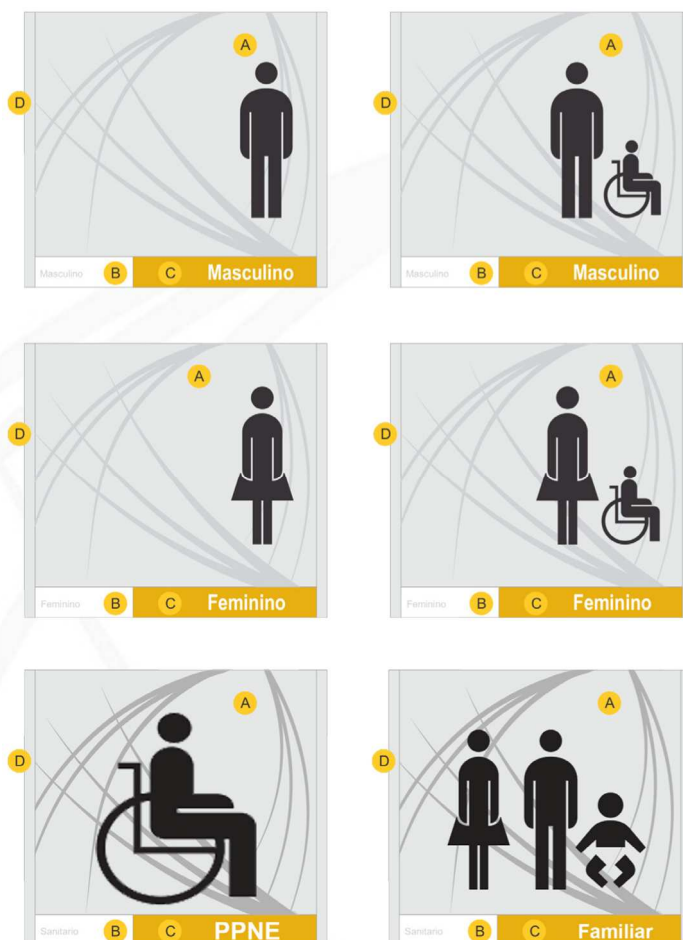 A A
D D
Masculino B C Masculino Masculino B C Masculino
A A
D D
Feminino B C Feminino Feminino B C Feminino
A A
D D
Sanitario B C PPNE Sanitario B C Familiar